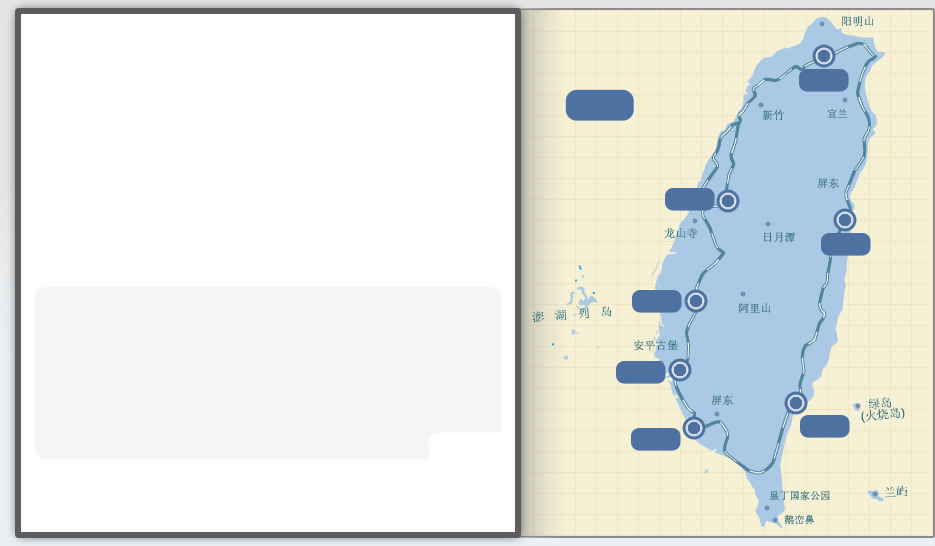 阳明山
新竹
宜兰
屏东
龙山寺
日月潭
阿里山
澎 湖 列 岛
安平古堡
屏东
绿岛
(火烧岛)
兰屿
垦丁国家公园
鹅峦鼻